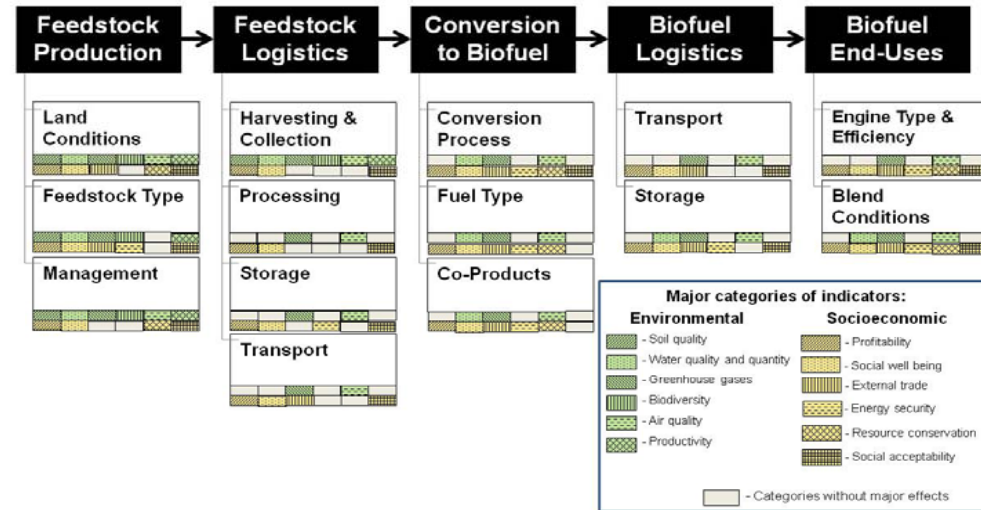 Feedstock
Production
Feedstock
Logistics
Conversion
to Biofuel
Biofuel
Logistics
Biofuel
End-Uses
Land
Conditions
Feedstock Type
Management
Harvesting &
Collection
Processing
Storage
Transport
Conversion
Process
Fuel Type
Co-Products
Transport
Storage
Engine Type &
Efficiency
Blend
Conditions
Major categories of indicators:
Environmental
- Soil quality
- Water quality and quantity
- Greenhouse gases
- Biodiversity
- Air quality
- Productivity
Socioeconomic
- Profitability
- Social well being
- External trade
- Energy security
- Resource conservation
- Social acceptability
- Categories without major effects